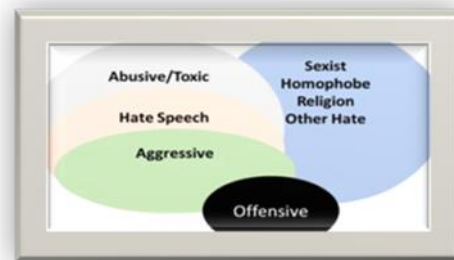 Abusive/Toxic
Hate Speech
Aggressive
Sexist
Homophobe
Religion
Other Hate
Offensive